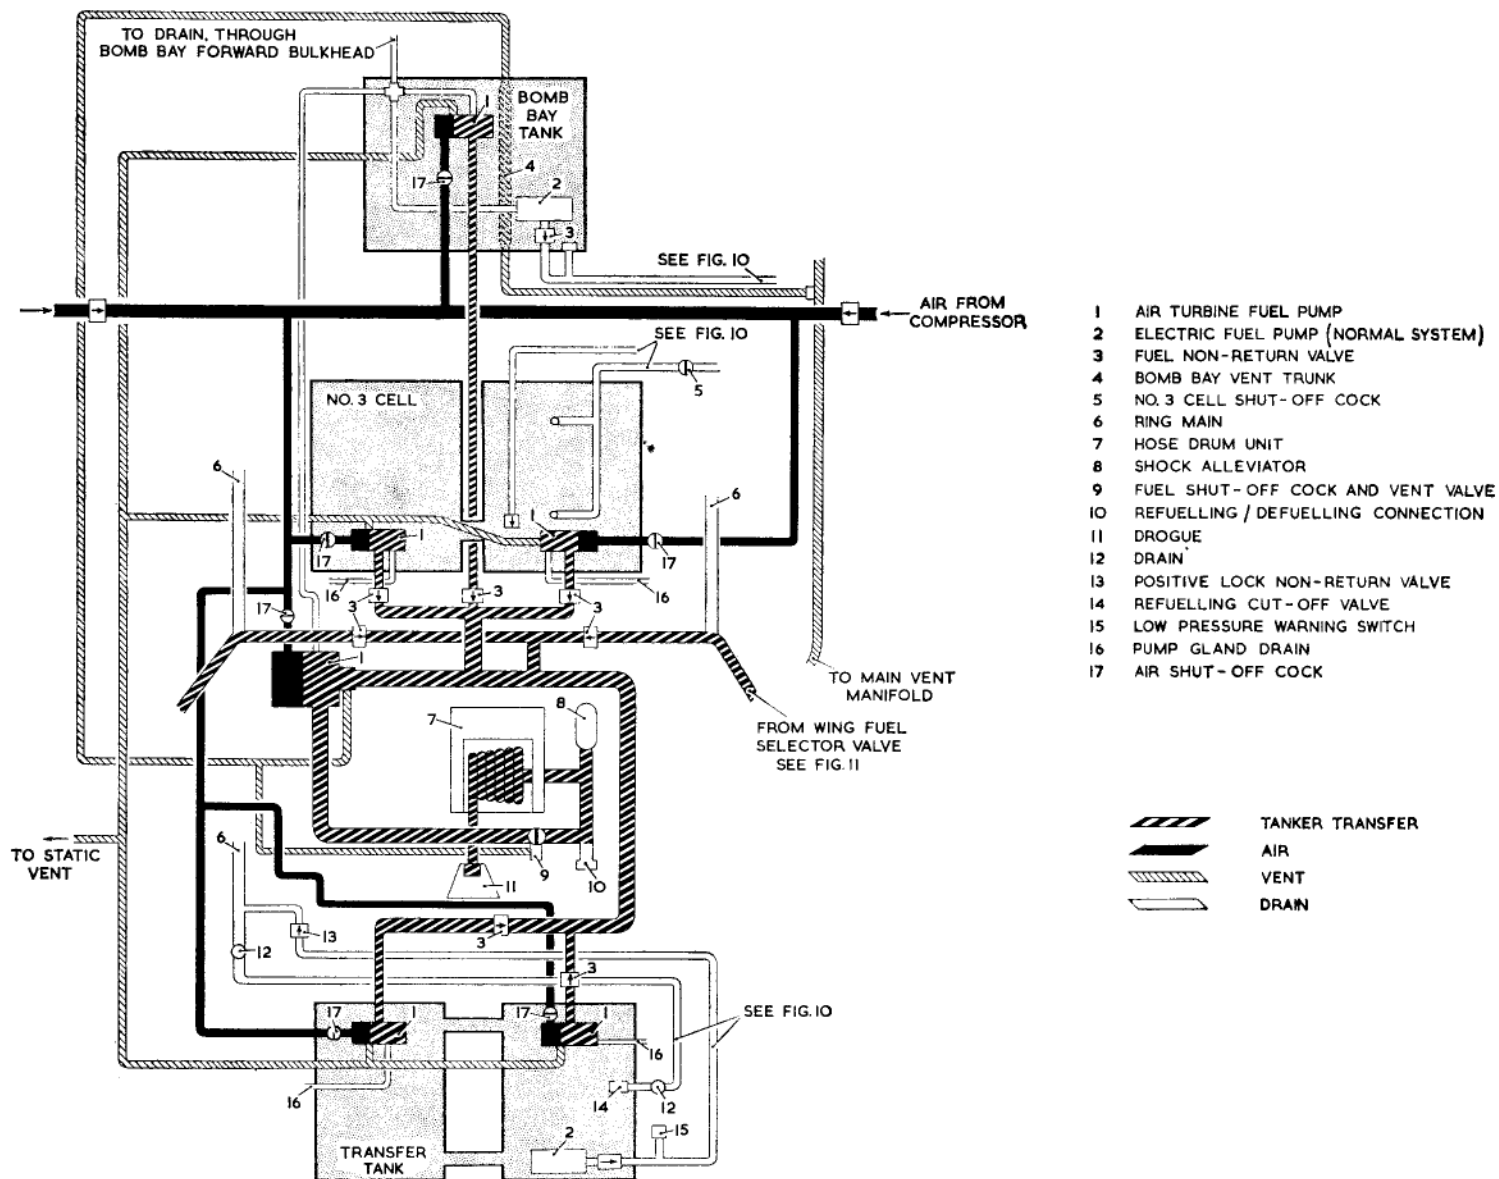 TO DRAIN, THROUGH
BOMB BAY FORWARD BULKHEAD
1
BOMB
BAY
TANK
4
17
2
3
SEE FIG. 10
AIR FROM
COMPRESSOR
SEE FIG. 10
5
NO. 3 CELL
6
6
1
1
17
17
16
3
3
3
16
17
3
3
1
TO MAIN VENT
MANIFOLD
7
8
FROM WING FUEL
SELECTOR VALVE
SEE FIG. 11
TO STATIC
VENT
6
9
10
11
13
3
12
3
17
1
17
1
SEE FIG. 10
16
16
14
12
15
2
TRANSFER
TANK
1 AIR TURBINE FUEL PUMP
2 ELECTRIC FUEL PUMP (NORMAL SYSTEM)
3 FUEL NON-RETURN VALVE
4 BOMB BAY VENT TRUNK
5 NO. 3 CELL SHUT-OFF COCK
6 RING MAIN
7 HOSE DRUM UNIT
8 SHOCK ALLEVIATOR
9 FUEL SHUT-OFF COCK AND VENT VALVE
10 REFUELLING / DEFUELLING CONNECTION
11 DROGUE
12 DRAIN
13 POSITIVE LOCK NON-RETURN VALVE
14 REFUELLING CUT-OFF VALVE
15 LOW PRESSURE WARNING SWITCH
16 PUMP GLAND DRAIN
17 AIR SHUT-OFF COCK
TANKER TRANSFER
AIR
VENT
DRAIN